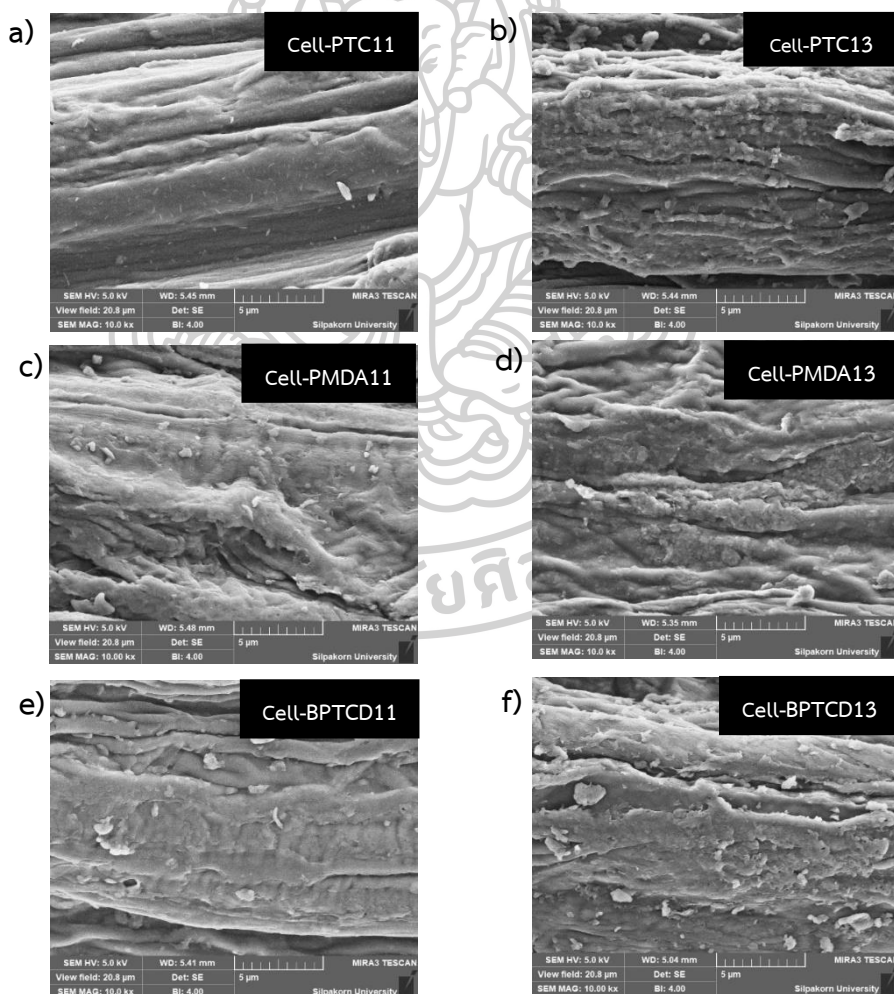 a)
Cell-PTC11
SEM HV: 5.0 kV WD: 5.45 mm MIRA3 TESCAN
View field: 20.8 µm Det: SE 5 µm
SEM MAG: 10.0 kx BI: 4.00 Silpakorn University
b)
Cell-PTC13
SEM HV: 5.0 kV WD: 5.44 mm MIRA3 TESCAN
View field: 20.8 µm Det: SE 5 µm
SEM MAG: 10.0 kx BI: 4.00 Silpakorn University
c)
Cell-PMDA11
SEM HV: 5.0 kV WD: 5.48 mm MIRA3 TESCAN
View field: 20.8 µm Det: SE 5 µm
SEM MAG: 10.00 kx BI: 4.00 Silpakorn University
d)
Cell-PMDA13
SEM HV: 5.0 kV WD: 5.35 mm MIRA3 TESCAN
View field: 20.8 µm Det: SE 5 µm
SEM MAG: 10.00 kx BI: 4.00 Silpakorn University
e)
Cell-BPTCD11
SEM HV: 5.0 kV WD: 5.41 mm MIRA3 TESCAN
View field: 20.8 µm Det: SE 5 µm
SEM MAG: 10.0 kx BI: 4.00 Silpakorn University
f)
Cell-BPTCD13
SEM HV: 5.0 kV WD: 5.04 mm MIRA3 TESCAN
View field: 20.8 µm Det: SE 5 µm
SEM MAG: 10.00 kx BI: 4.00 Silpakorn University